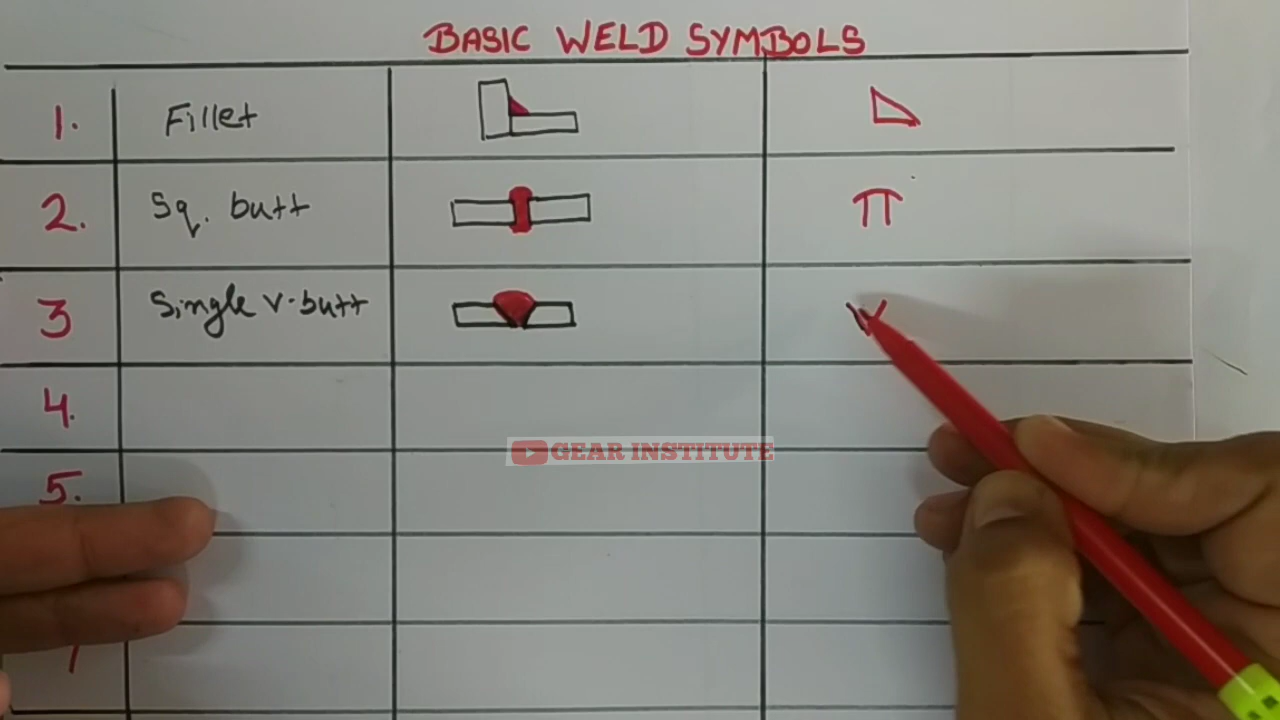 BASIC WELD SYMBOLS
1. Fillet
2. Sq. butt
3 Single V-butt
4.
GEAR INSTITUTE
5.